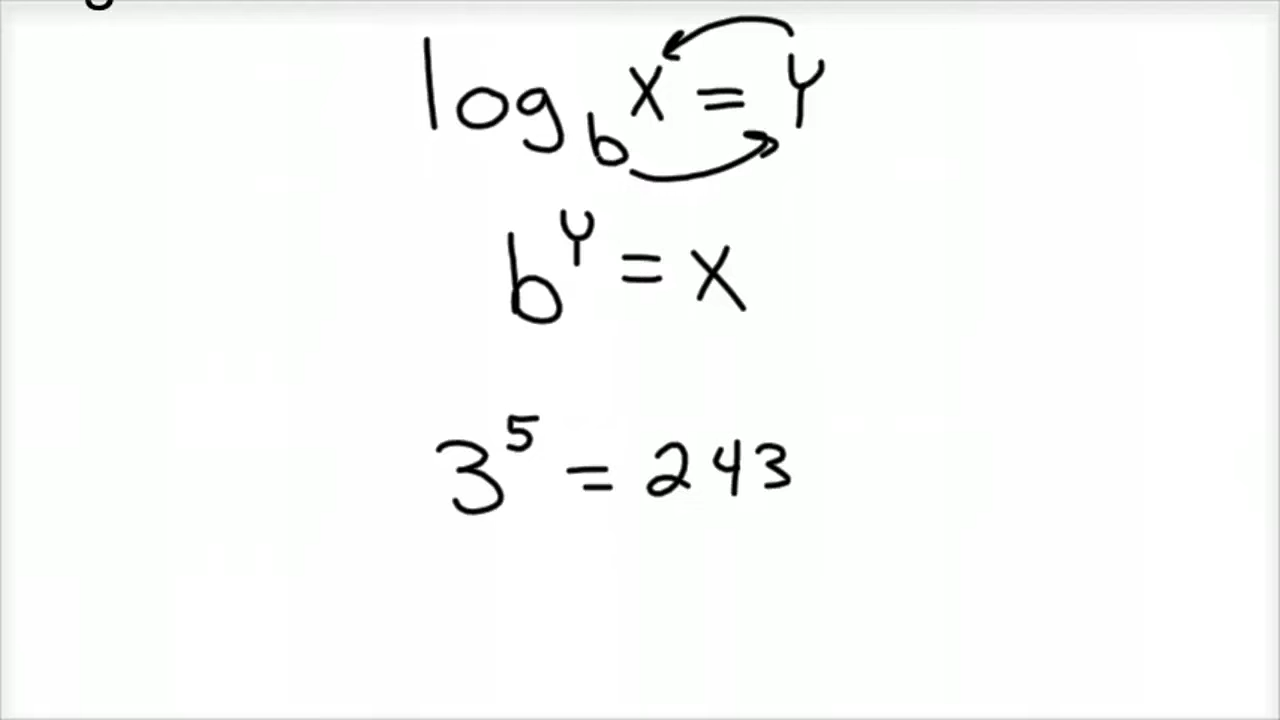 log_b x = y
b^y = x
3^5 = 243